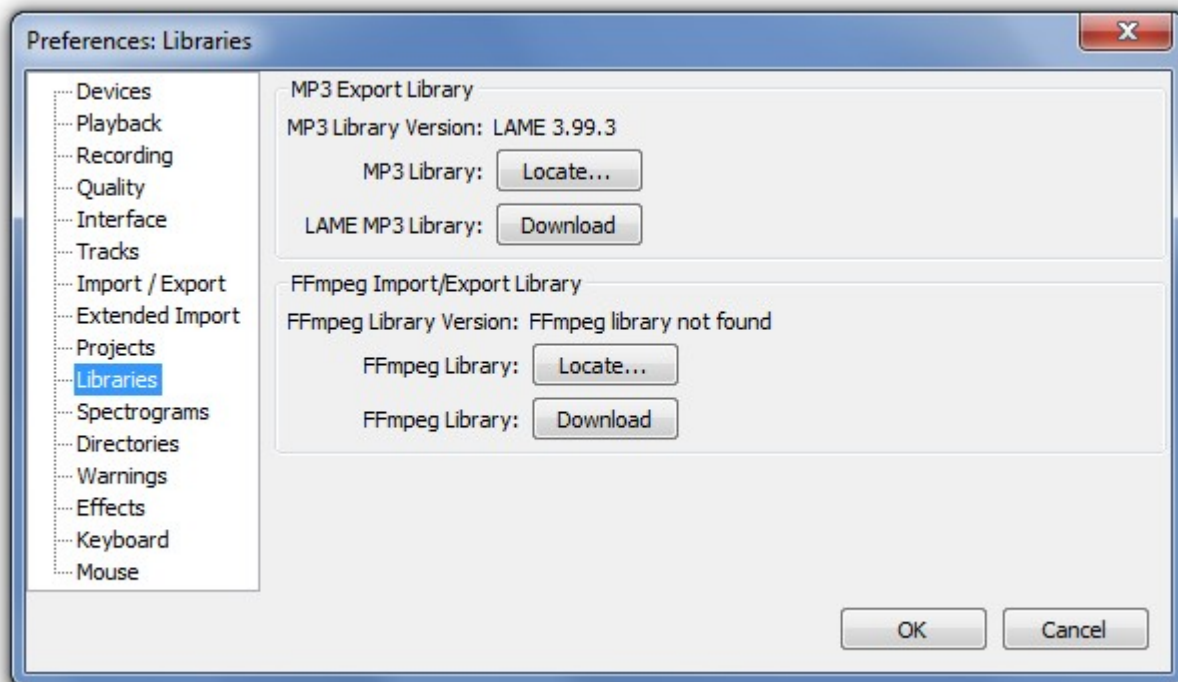 Preferences: Libraries
Devices
Playback
Recording
Quality
Interface
Tracks
Import / Export
Extended Import
Projects
Libraries
Spectrograms
Directories
Warnings
Effects
Keyboard
Mouse
MP3 Export Library
MP3 Library Version: LAME 3.99.3
MP3 Library: Locate...
LAME MP3 Library: Download
FFmpeg Import/Export Library
FFmpeg Library Version: FFmpeg library not found
FFmpeg Library: Locate...
FFmpeg Library: Download
OK Cancel